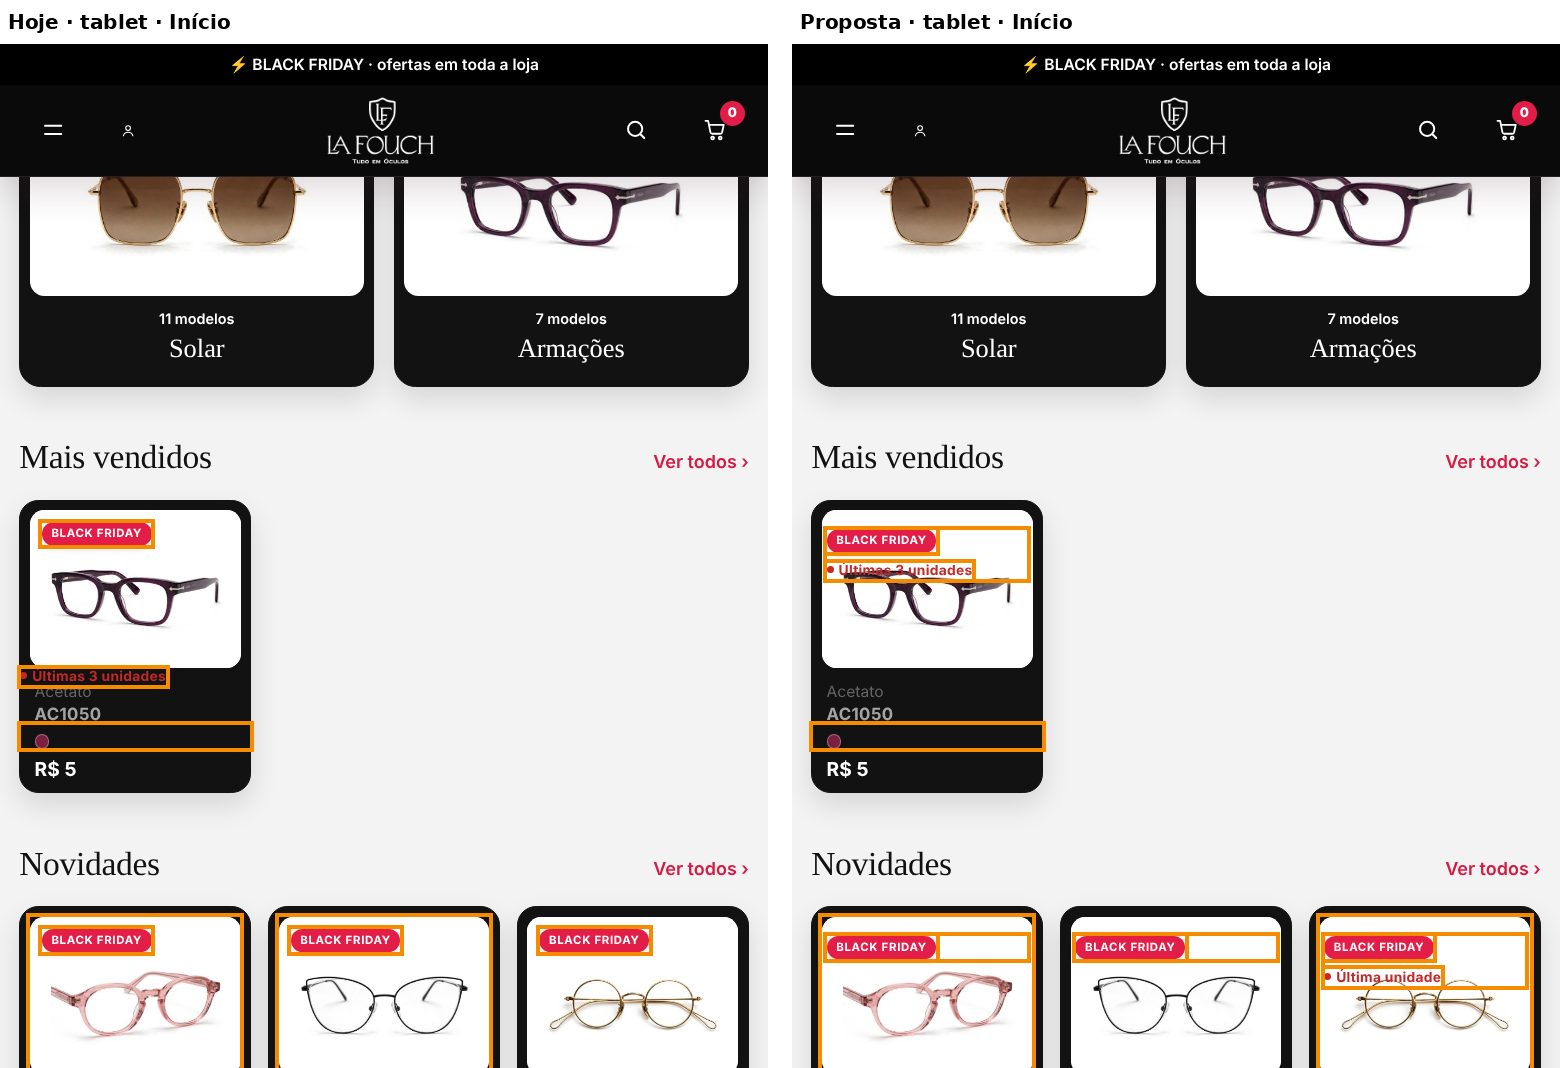 Hoje · tablet · Início
⚡ BLACK FRIDAY · ofertas em toda a loja
0
LF
LA FOUCH
TUDO EM ÓCULOS
11 modelos
Solar
7 modelos
Armações
Mais vendidos
Ver todos ›
BLACK FRIDAY
Últimas 3 unidades
Acetato
AC1050
R$ 5
Novidades
Ver todos ›
BLACK FRIDAY
BLACK FRIDAY
BLACK FRIDAY
Proposta · tablet · Início
⚡ BLACK FRIDAY · ofertas em toda a loja
0
LF
LA FOUCH
TUDO EM ÓCULOS
11 modelos
Solar
7 modelos
Armações
Mais vendidos
Ver todos ›
BLACK FRIDAY
Últimas 3 unidades
Acetato
AC1050
R$ 5
Novidades
Ver todos ›
BLACK FRIDAY
BLACK FRIDAY
BLACK FRIDAY
Última unidade